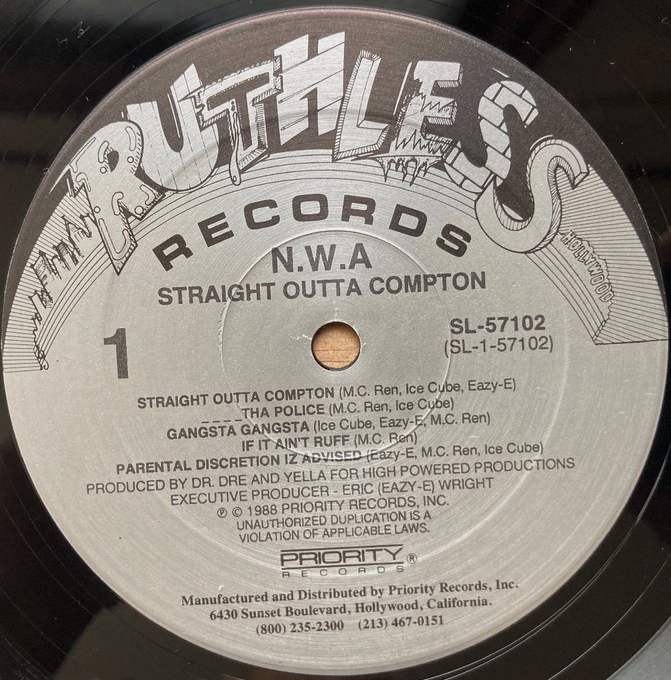 RUTHLESS
RECORDS
HOLLYWOOD
N.W.A
STRAIGHT OUTTA COMPTON
1
SL-57102
(SL-1-57102)
STRAIGHT OUTTA COMPTON (M.C. Ren, Ice Cube, Eazy-E)
____THA POLICE (M.C. Ren, Ice Cube)
GANGSTA GANGSTA (Ice Cube, Eazy-E, M.C. Ren)
IF IT AIN'T RUFF (M.C. Ren)
PARENTAL DISCRETION IZ ADVISED (Eazy-E, M.C. Ren, Ice Cube)
PRODUCED BY DR. DRE AND YELLA FOR HIGH POWERED PRODUCTIONS
EXECUTIVE PRODUCER - ERIC (EAZY-E) WRIGHT
℗ © 1988 PRIORITY RECORDS, INC.
UNAUTHORIZED DUPLICATION IS A
VIOLATION OF APPLICABLE LAWS.
PRIORITY®
RECORDS
Manufactured and Distributed by Priority Records, Inc.
6430 Sunset Boulevard, Hollywood, California.
(800) 235-2300 (213) 467-0151